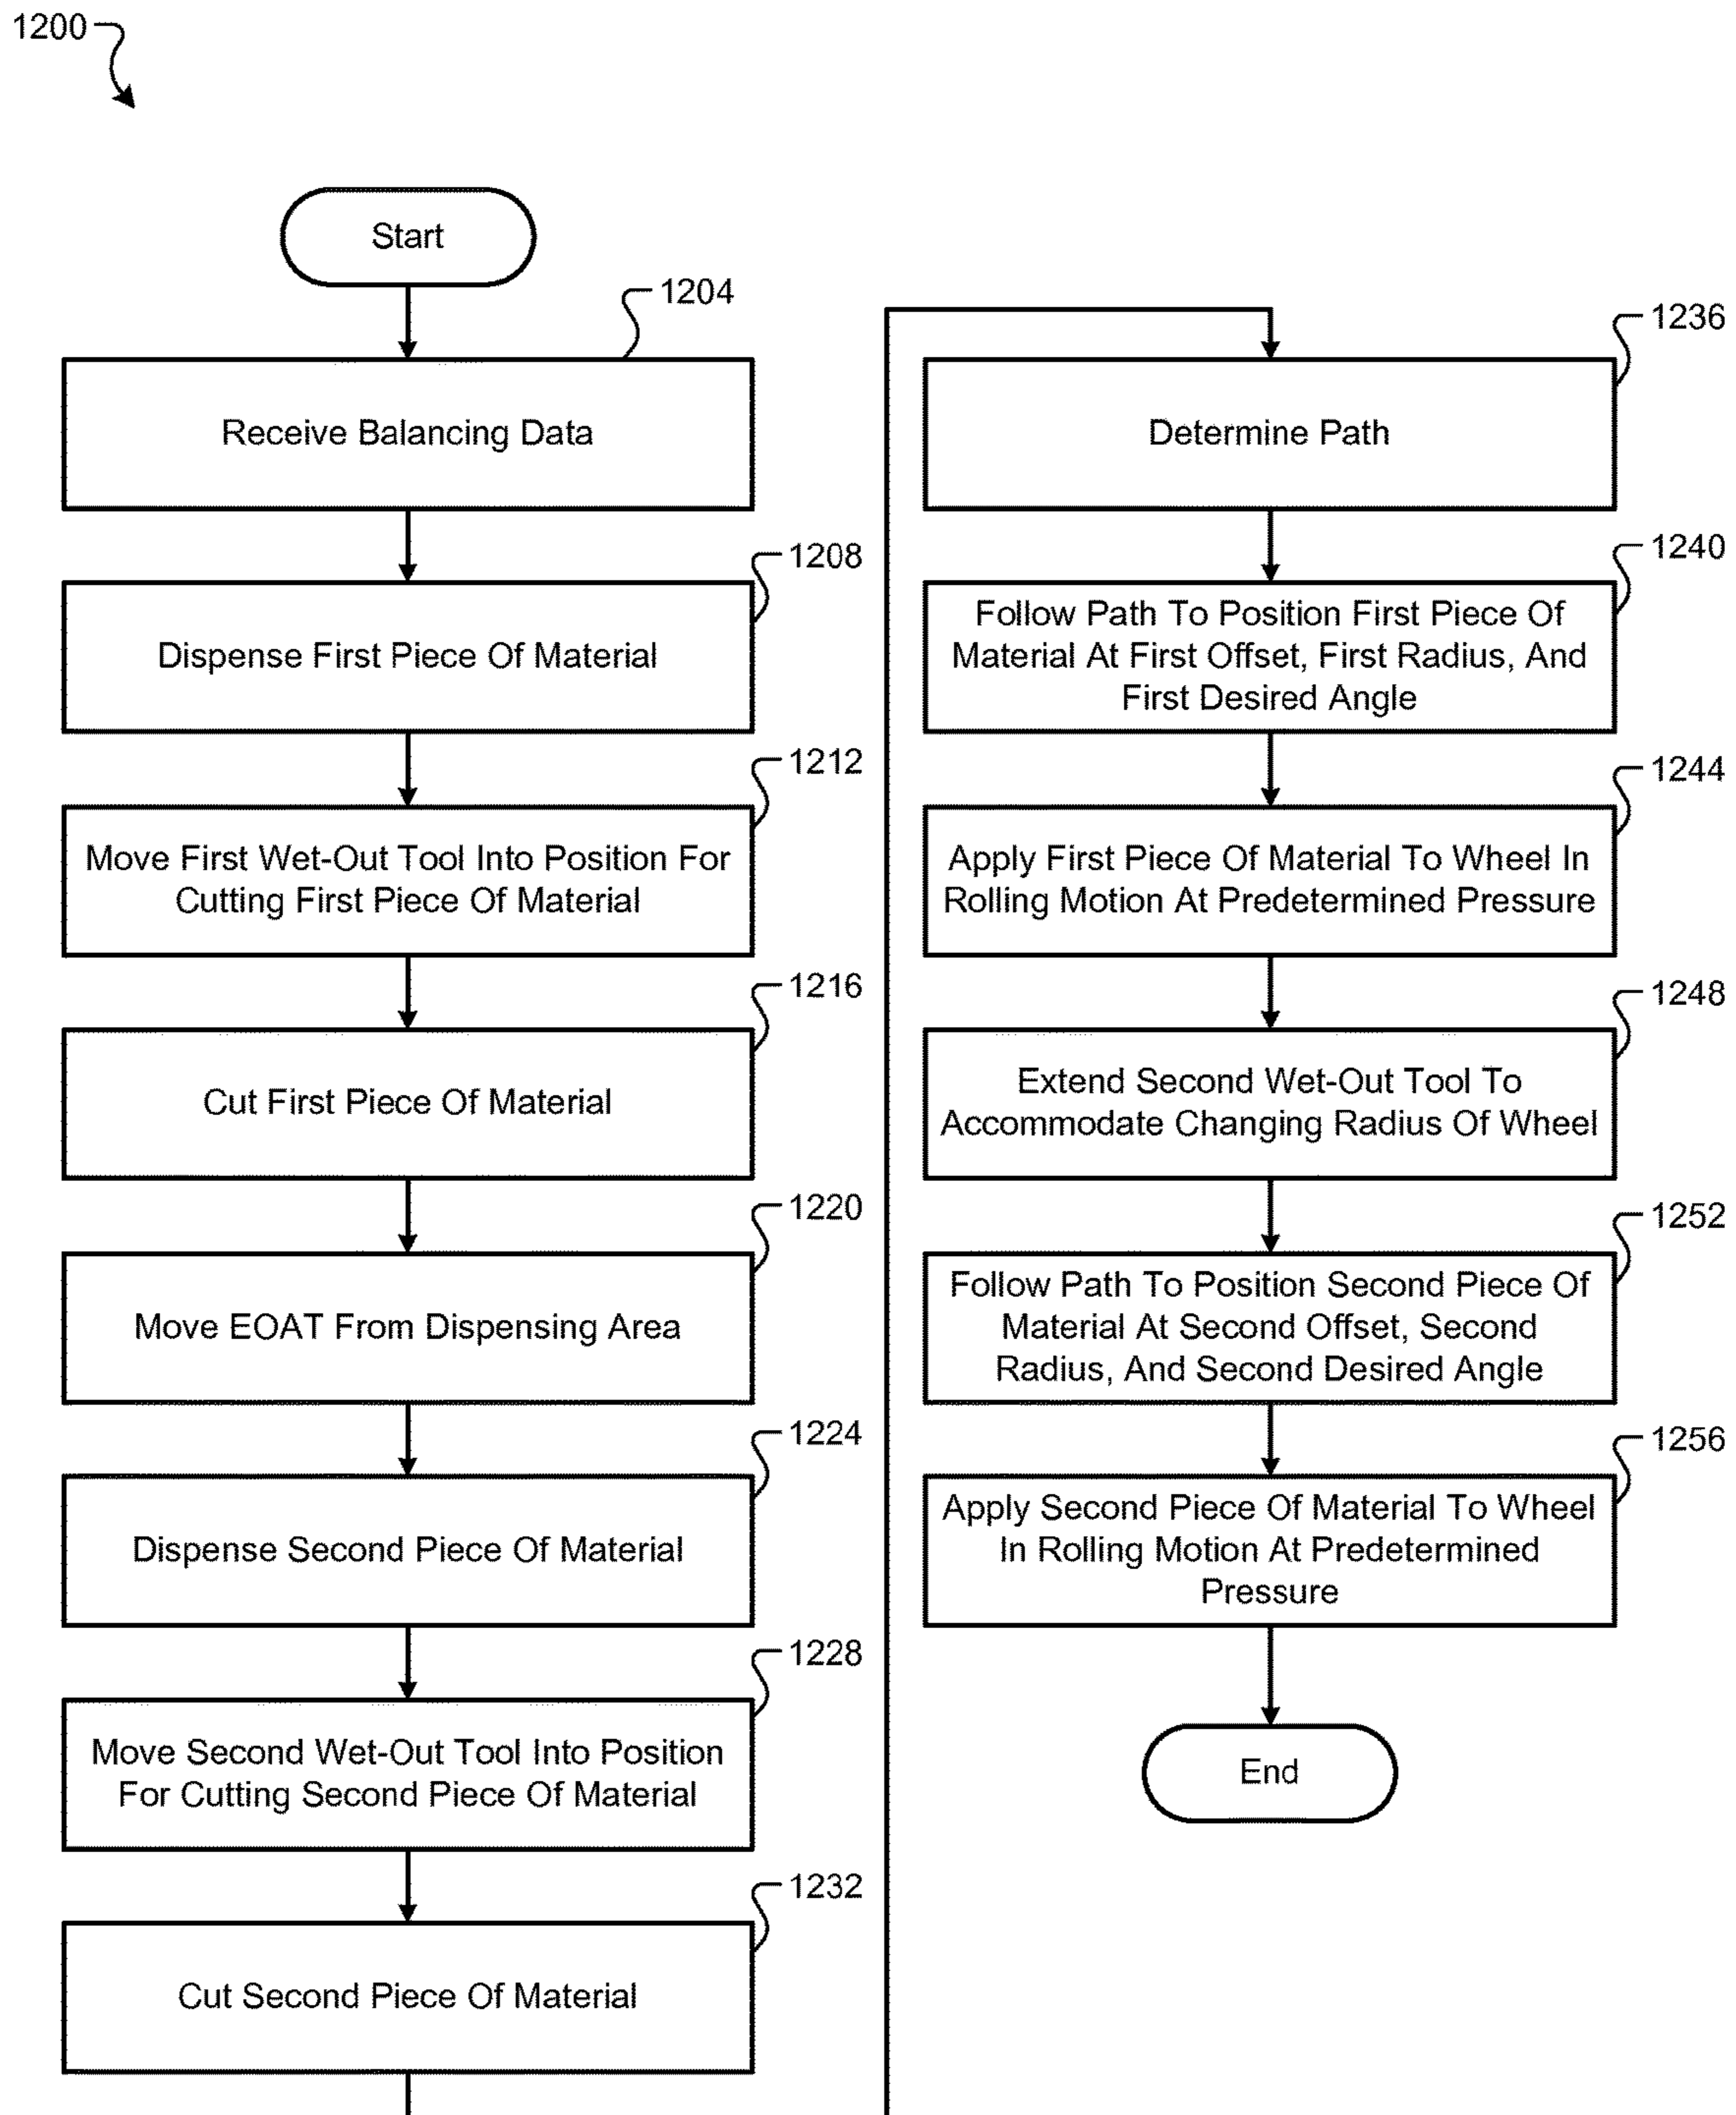 1200
Start
1204
Receive Balancing Data
1208
Dispense First Piece Of Material
1212
Move First Wet-Out Tool Into Position For
Cutting First Piece Of Material
1216
Cut First Piece Of Material
1220
Move EOAT From Dispensing Area
1224
Dispense Second Piece Of Material
1228
Move Second Wet-Out Tool Into Position
For Cutting Second Piece Of Material
1232
Cut Second Piece Of Material
1236
Determine Path
1240
Follow Path To Position First Piece Of
Material At First Offset, First Radius, And
First Desired Angle
1244
Apply First Piece Of Material To Wheel In
Rolling Motion At Predetermined Pressure
1248
Extend Second Wet-Out Tool To
Accommodate Changing Radius Of Wheel
1252
Follow Path To Position Second Piece Of
Material At Second Offset, Second
Radius, And Second Desired Angle
1256
Apply Second Piece Of Material To Wheel
In Rolling Motion At Predetermined
Pressure
End